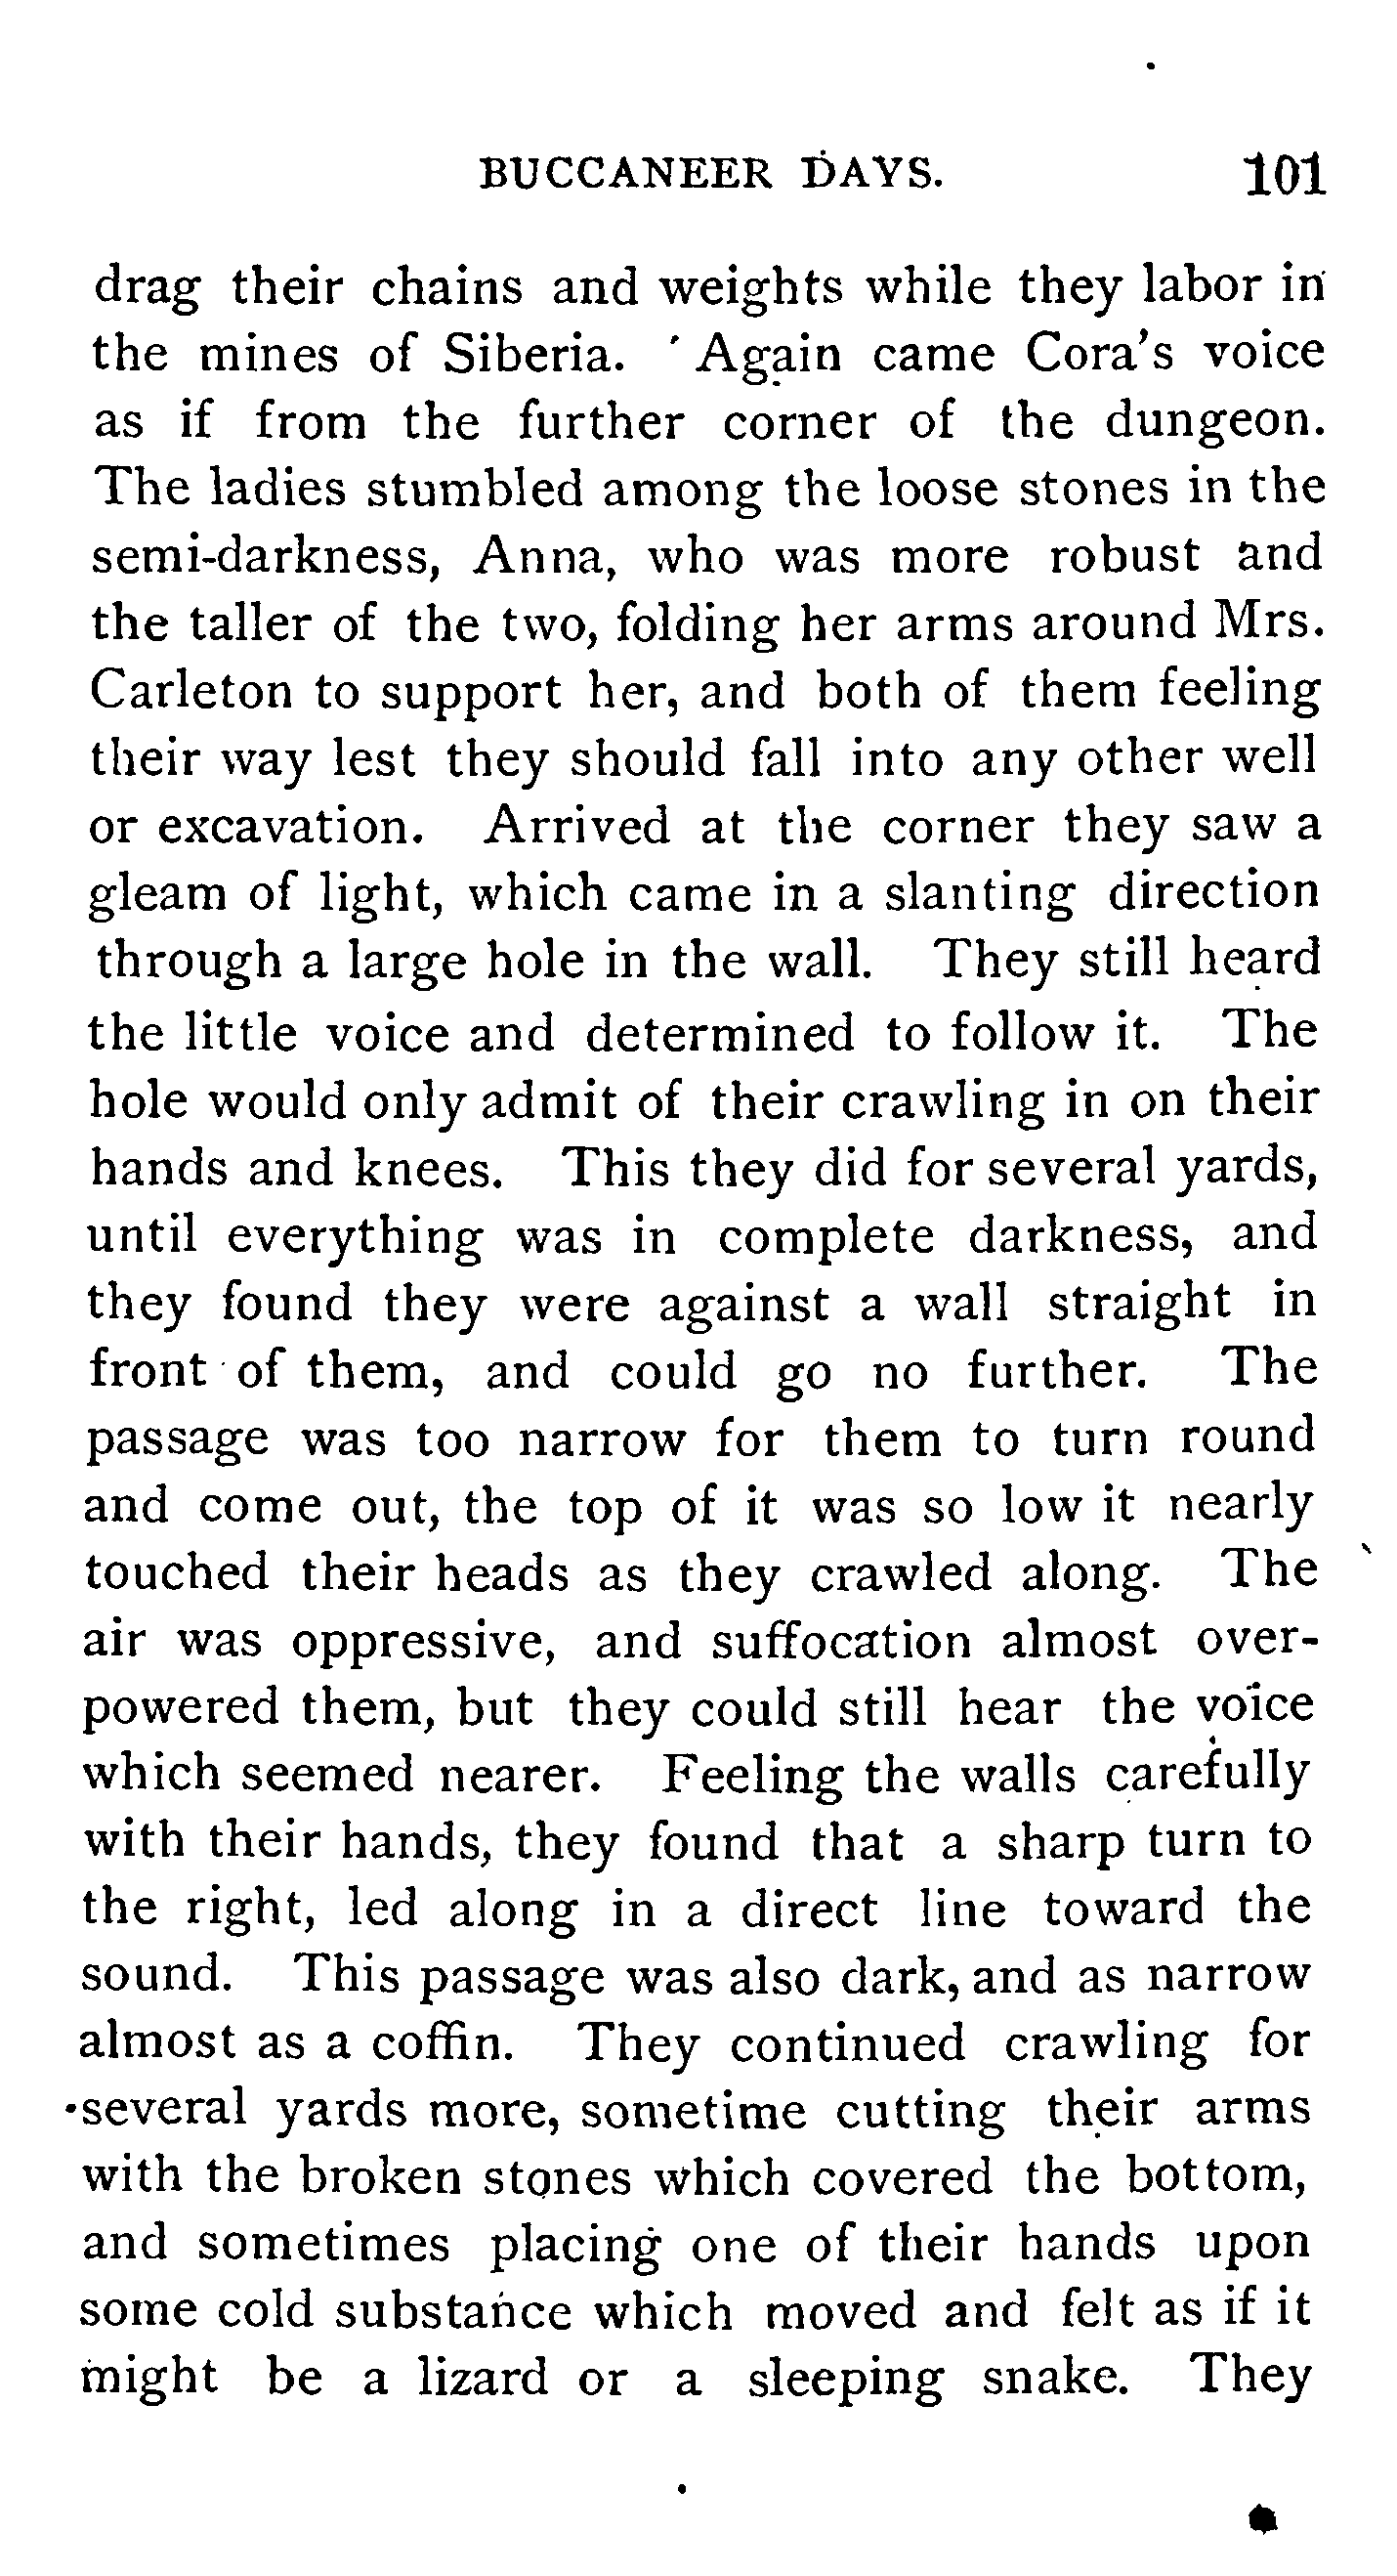 BUCCANEER DAYS. 101
drag their chains and weights while they labor in
the mines of Siberia. Again came Cora's voice
as if from the further corner of the dungeon.
The ladies stumbled among the loose stones in the
semi-darkness, Anna, who was more robust and
the taller of the two, folding her arms around Mrs.
Carleton to support her, and both of them feeling
their way lest they should fall into any other well
or excavation. Arrived at the corner they saw a
gleam of light, which came in a slanting direction
through a large hole in the wall. They still heard
the little voice and determined to follow it. The
hole would only admit of their crawling in on their
hands and knees. This they did for several yards,
until everything was in complete darkness, and
they found they were against a wall straight in
front of them, and could go no further. The
passage was too narrow for them to turn round
and come out, the top of it was so low it nearly
touched their heads as they crawled along. The
air was oppressive, and suffocation almost over-
powered them, but they could still hear the voice
which seemed nearer. Feeling the walls carefully
with their hands, they found that a sharp turn to
the right, led along in a direct line toward the
sound. This passage was also dark, and as narrow
almost as a coffin. They continued crawling for
several yards more, sometime cutting their arms
with the broken stones which covered the bottom,
and sometimes placing one of their hands upon
some cold substance which moved and felt as if it
might be a lizard or a sleeping snake. They